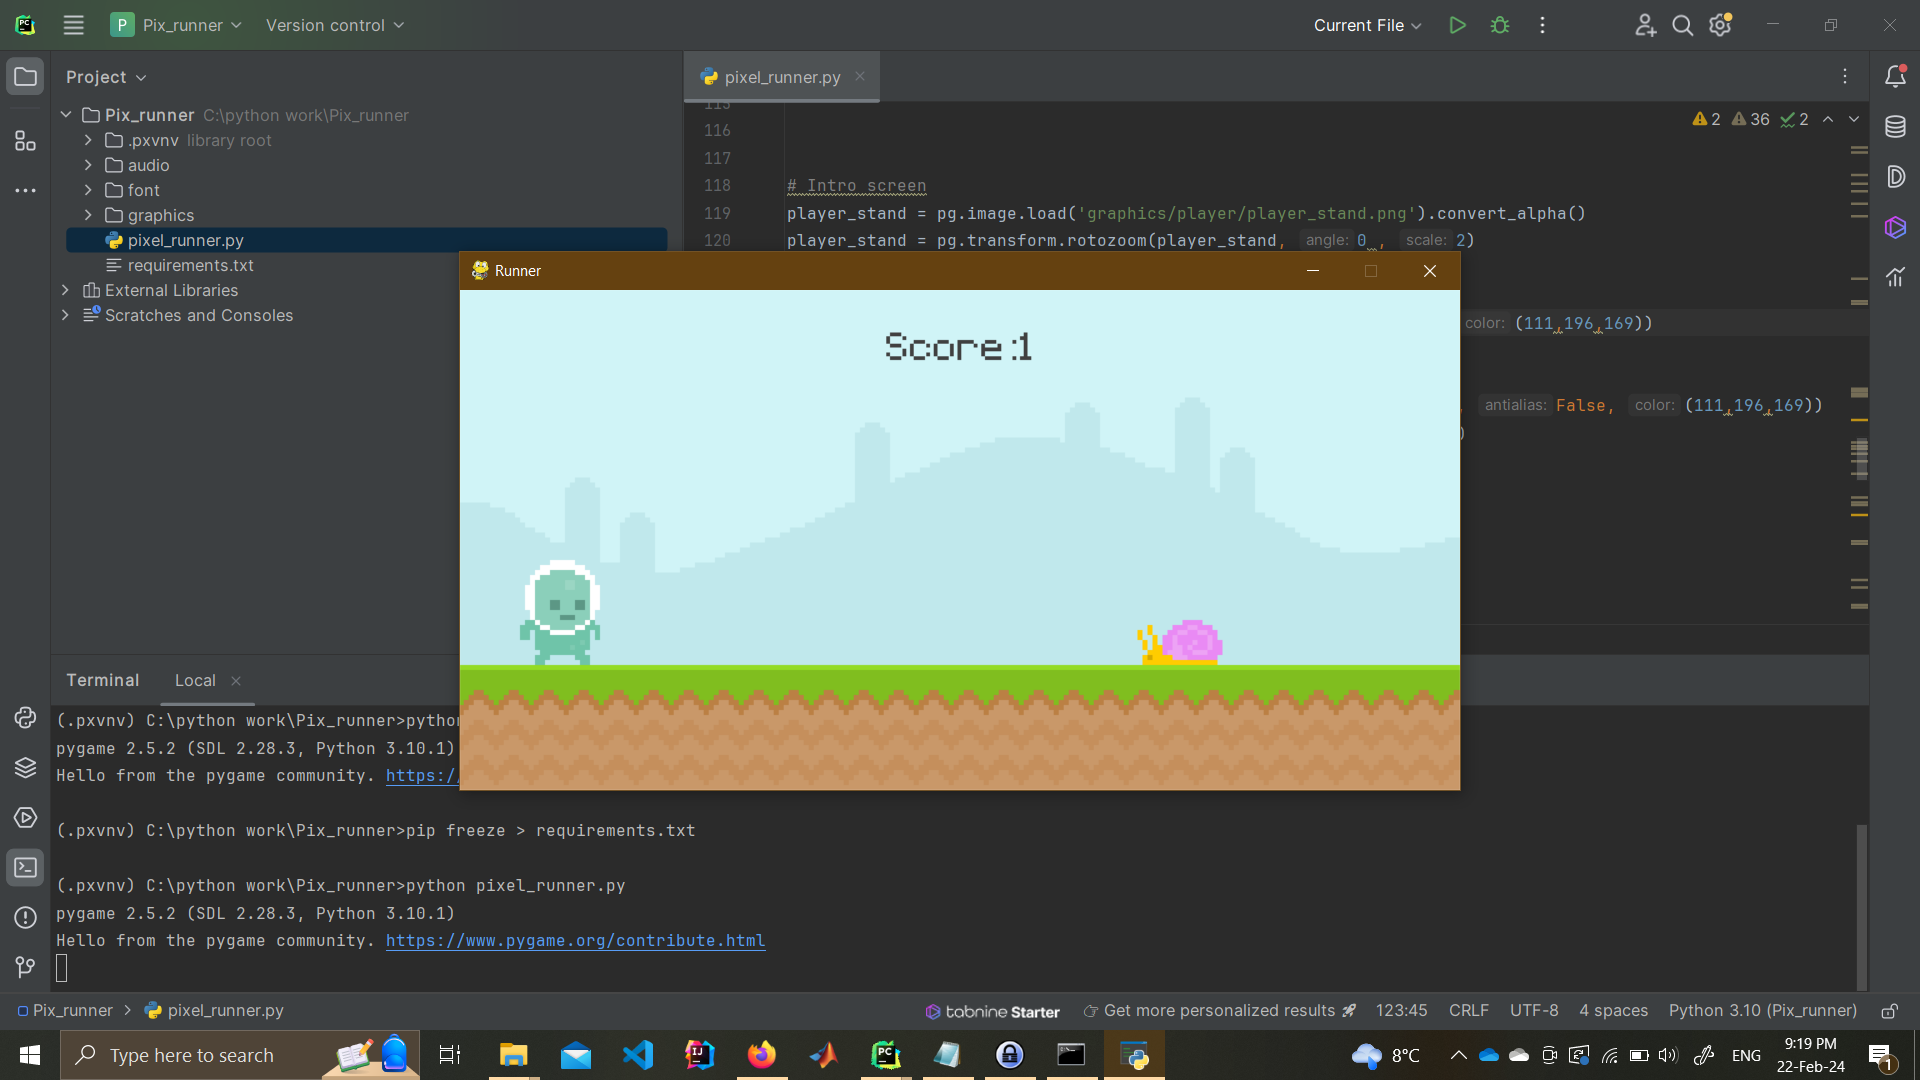 P Pix_runner Version control Current File
Project
pixel_runner.py
Pix_runner C:\python work\Pix_runner
.pxvnv library root
audio
font
graphics
pixel_runner.py
requirements.txt
External Libraries
Scratches and Consoles
2 36 2
115
116
117
118 # Intro screen
119 player_stand = pg.image.load('graphics/player/player_stand.png').convert_alpha()
120 player_stand = pg.transform.rotozoom(player_stand, angle: 0 , scale: 2)
color: (111,196,169))
, antialias: False, color: (111,196,169))
)
Runner
Score:1
Terminal Local
(.pxvnv) C:\python work\Pix_runner>python
pygame 2.5.2 (SDL 2.28.3, Python 3.10.1)
Hello from the pygame community. https:/
(.pxvnv) C:\python work\Pix_runner>pip freeze > requirements.txt
(.pxvnv) C:\python work\Pix_runner>python pixel_runner.py
pygame 2.5.2 (SDL 2.28.3, Python 3.10.1)
Hello from the pygame community. https://www.pygame.org/contribute.html
Pix_runner > pixel_runner.py tabnine Starter Get more personalized results 123:45 CRLF UTF-8 4 spaces Python 3.10 (Pix_runner)
Type here to search
8°C
ENG
9:19 PM
22-Feb-24
1